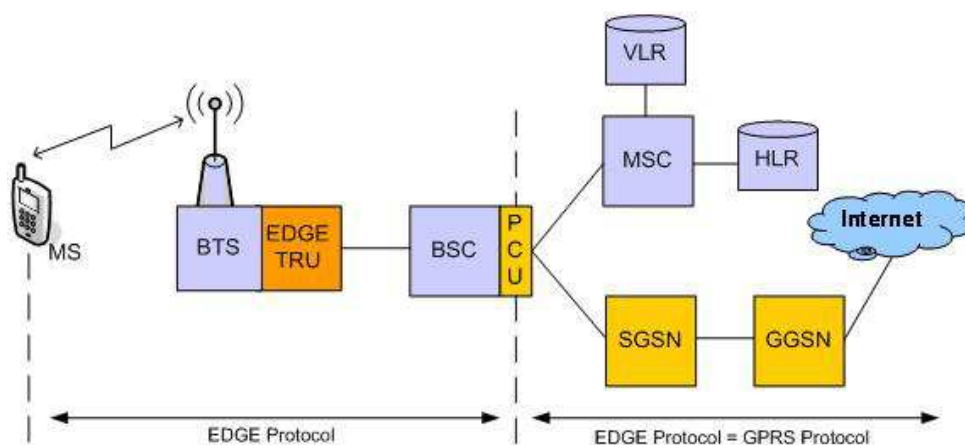 VLR
MSC
HLR
Internet
MS
BTS
EDGE
TRU
BSC
P
C
U
SGSN
GGSN
EDGE Protocol
EDGE Protocol = GPRS Protocol